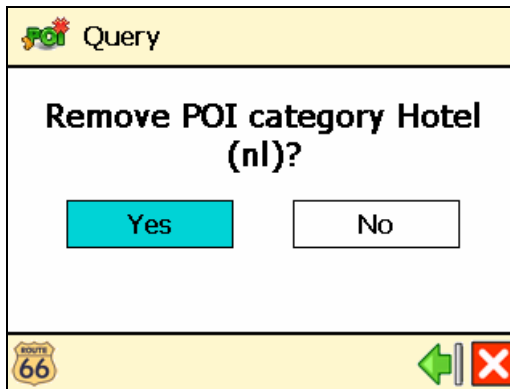 POI Query
Remove POI category Hotel
(nl)?
Yes No
ROUTE
66